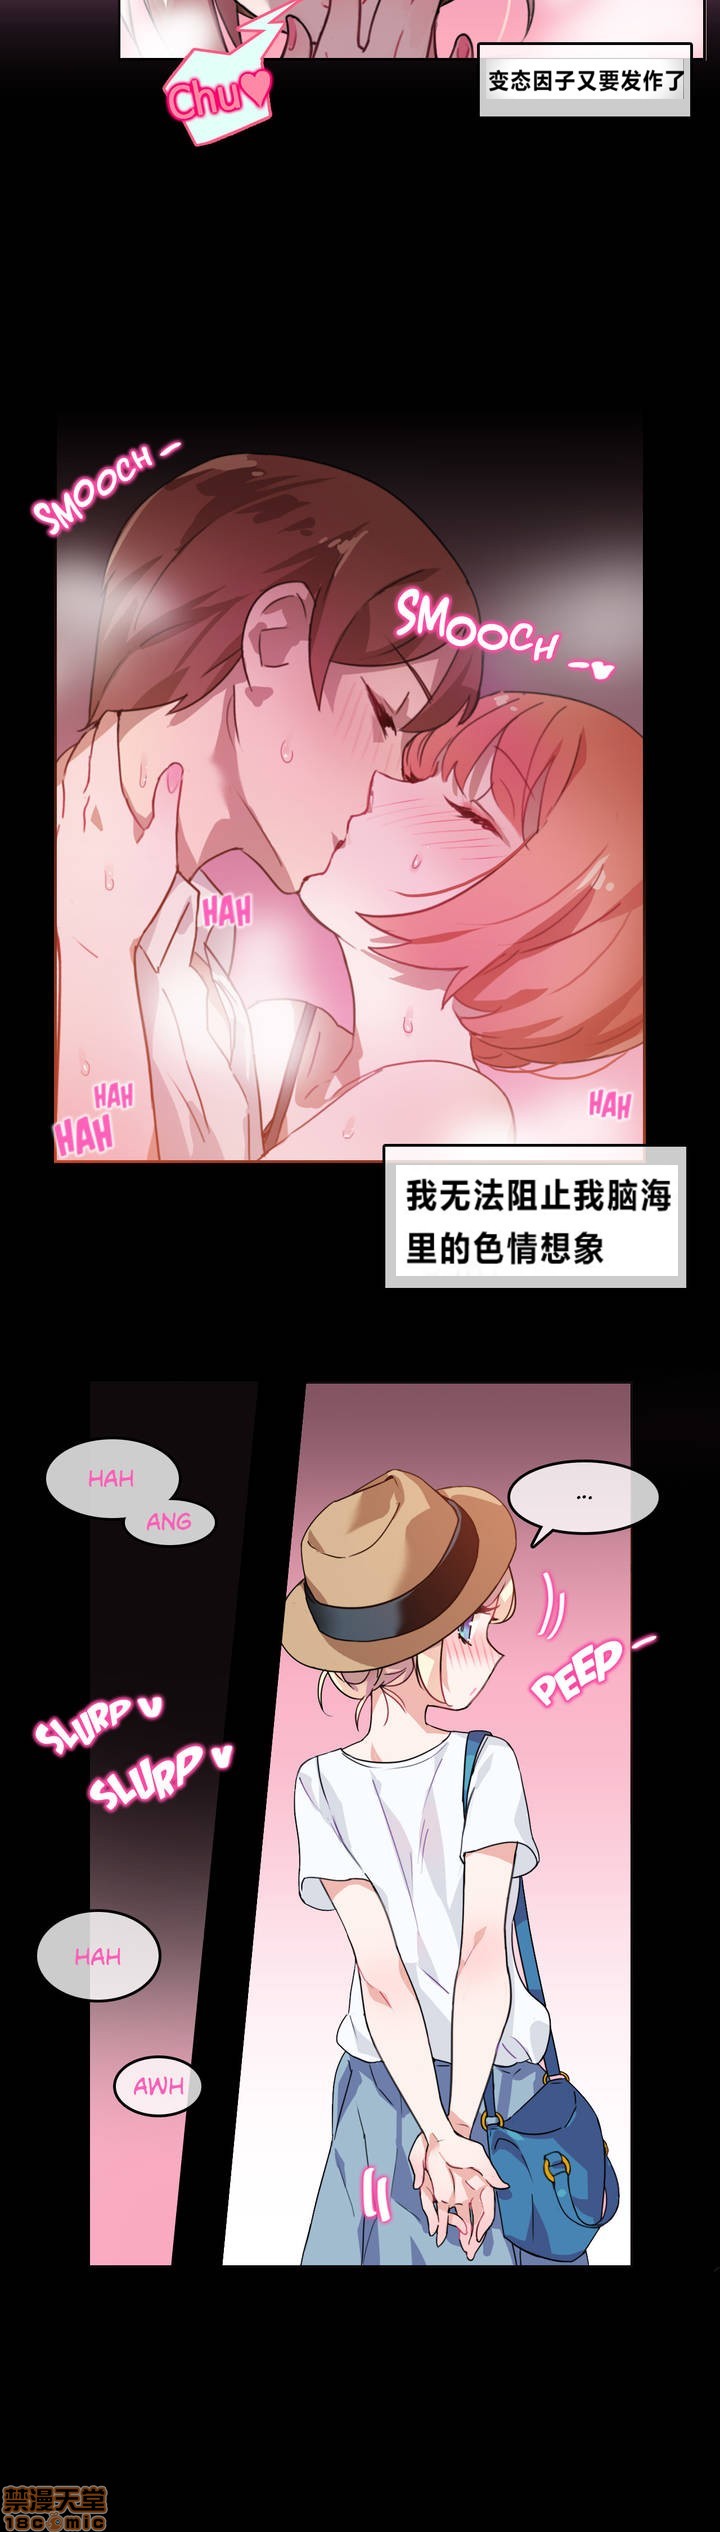 Chu♥
变态因子又要发作了
SMOOCH~
SMOOCH~♥
HAH
HAH
HAH
HAH
我无法阻止我脑海
里的色情想象
HAH
ANG
...
PEEP~
SLURP♥
SLURP♥
HAH
AWH
禁漫天堂
18comic